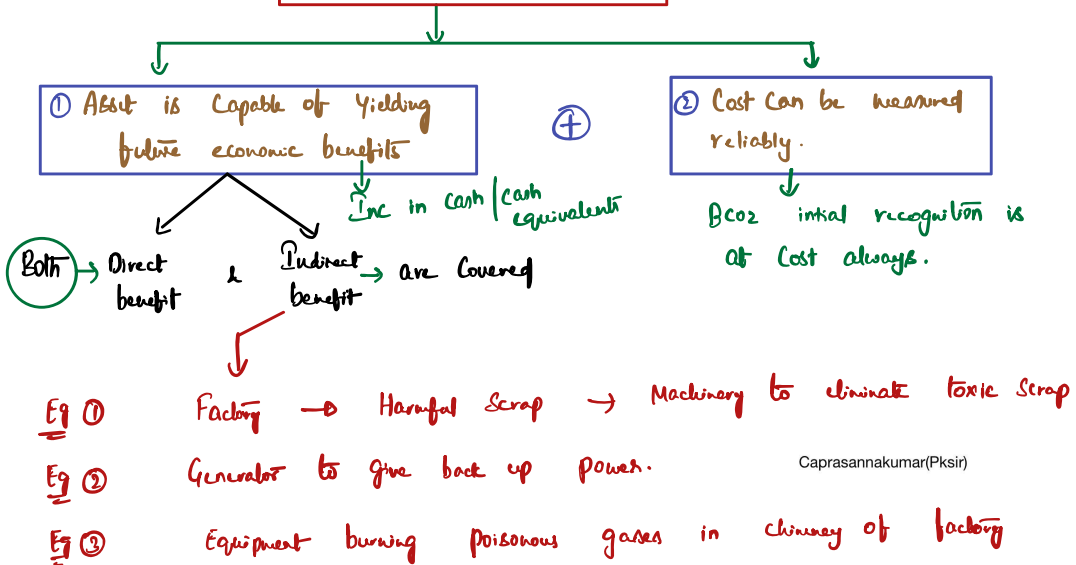 ① Asset is Capable of Yielding
future economic benefits
+
② Cost Can be measured
reliably.
Inc in Cash/Cash
equivalents
Bcoz intial recognition is
at Cost always.
Both → Direct
benefit & Indirect
benefit → are Covered
Eg ① Factory → Harmful Scrap → Machinery to eliminate toxic Scrap
Eg ② Generator to give back up power.
Caprasannakumar(Pksir)
Eg ③ Equipment burning poisonous gases in chimney of factory